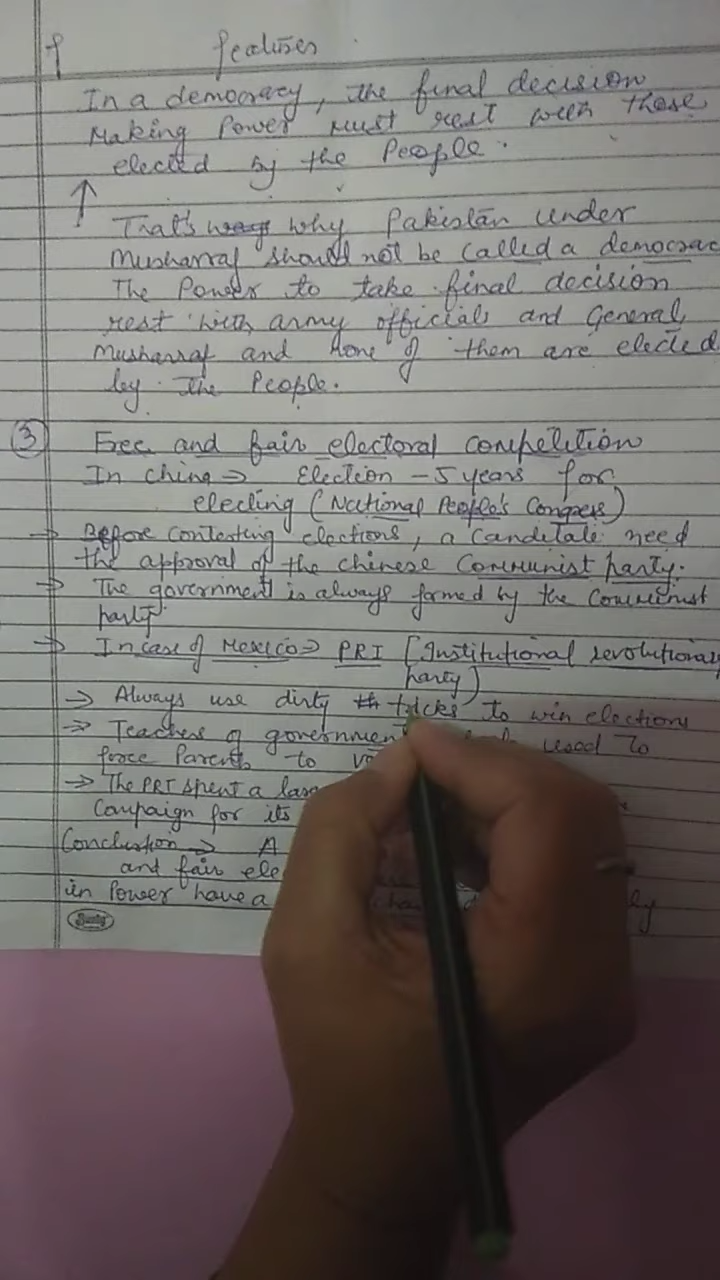 features
In a democracy, the final decision
Making Power must rest with those
elected by the People.
That's why Pakistan under
Musharraf should not be called a democrac
The Power to take final decision
rest with army officials and General
Musharraf and none of them are elected
by the People.
③ Free and fair electoral competition
In China ⇒ Election - 5 years for
electing (National People's Congress)
→ Before contesting elections, a candidate need
the approval of the chinese Communist party.
→ The government is always formed by the Communist
party.
→ In case of Mexico ⇒ PRI [Institutional revolutionary
party)
→ Always use dirty tricks to win elections
→ Teachers of government used to
force Parents to
→ The PRI spent a
Campaign for its
Conclusion → A
and fair
in Power have a